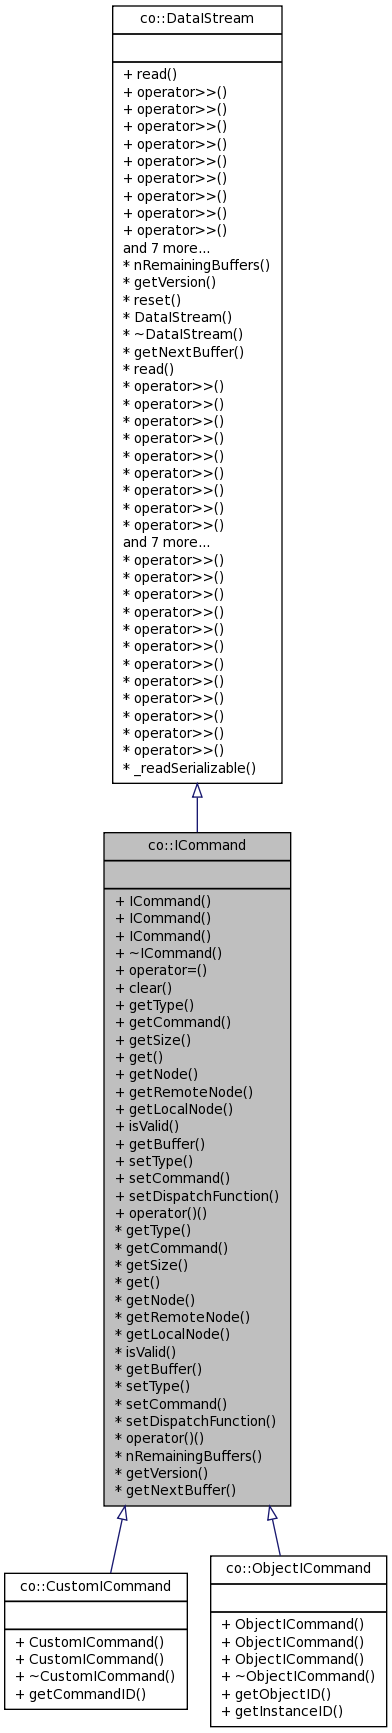 co::DataIStream
+ read()
+ operator>>()
+ operator>>()
+ operator>>()
+ operator>>()
+ operator>>()
+ operator>>()
+ operator>>()
+ operator>>()
+ operator>>()
and 7 more...
* nRemainingBuffers()
* getVersion()
* reset()
* DataIStream()
* ~DataIStream()
* getNextBuffer()
* read()
* operator>>()
* operator>>()
* operator>>()
* operator>>()
* operator>>()
* operator>>()
* operator>>()
* operator>>()
* operator>>()
and 7 more...
* operator>>()
* operator>>()
* operator>>()
* operator>>()
* operator>>()
* operator>>()
* operator>>()
* operator>>()
* operator>>()
* operator>>()
* operator>>()
* operator>>()
* _readSerializable()
co::ICommand
+ ICommand()
+ ICommand()
+ ICommand()
+ ~ICommand()
+ operator=()
+ clear()
+ getType()
+ getCommand()
+ getSize()
+ get()
+ getNode()
+ getRemoteNode()
+ getLocalNode()
+ isValid()
+ getBuffer()
+ setType()
+ setCommand()
+ setDispatchFunction()
+ operator()()
* getType()
* getCommand()
* getSize()
* get()
* getNode()
* getRemoteNode()
* getLocalNode()
* isValid()
* getBuffer()
* setType()
* setCommand()
* setDispatchFunction()
* operator()()
* nRemainingBuffers()
* getVersion()
* getNextBuffer()
co::CustomICommand
+ CustomICommand()
+ CustomICommand()
+ ~CustomICommand()
+ getCommandID()
co::ObjectICommand
+ ObjectICommand()
+ ObjectICommand()
+ ObjectICommand()
+ ~ObjectICommand()
+ getObjectID()
+ getInstanceID()